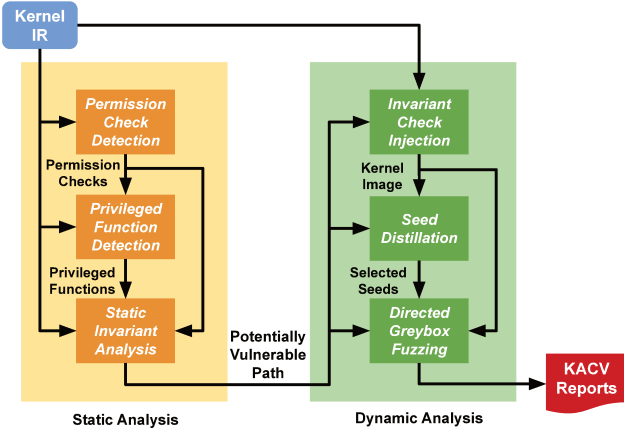 Kernel
IR
Permission
Check
Detection
Permission
Checks
Privileged
Function
Detection
Privileged
Functions
Static
Invariant
Analysis
Static Analysis
Potentially
Vulnerable
Path
Invariant
Check
Injection
Kernel
Image
Seed
Distillation
Selected
Seeds
Directed
Greybox
Fuzzing
Dynamic Analysis
KACV
Reports